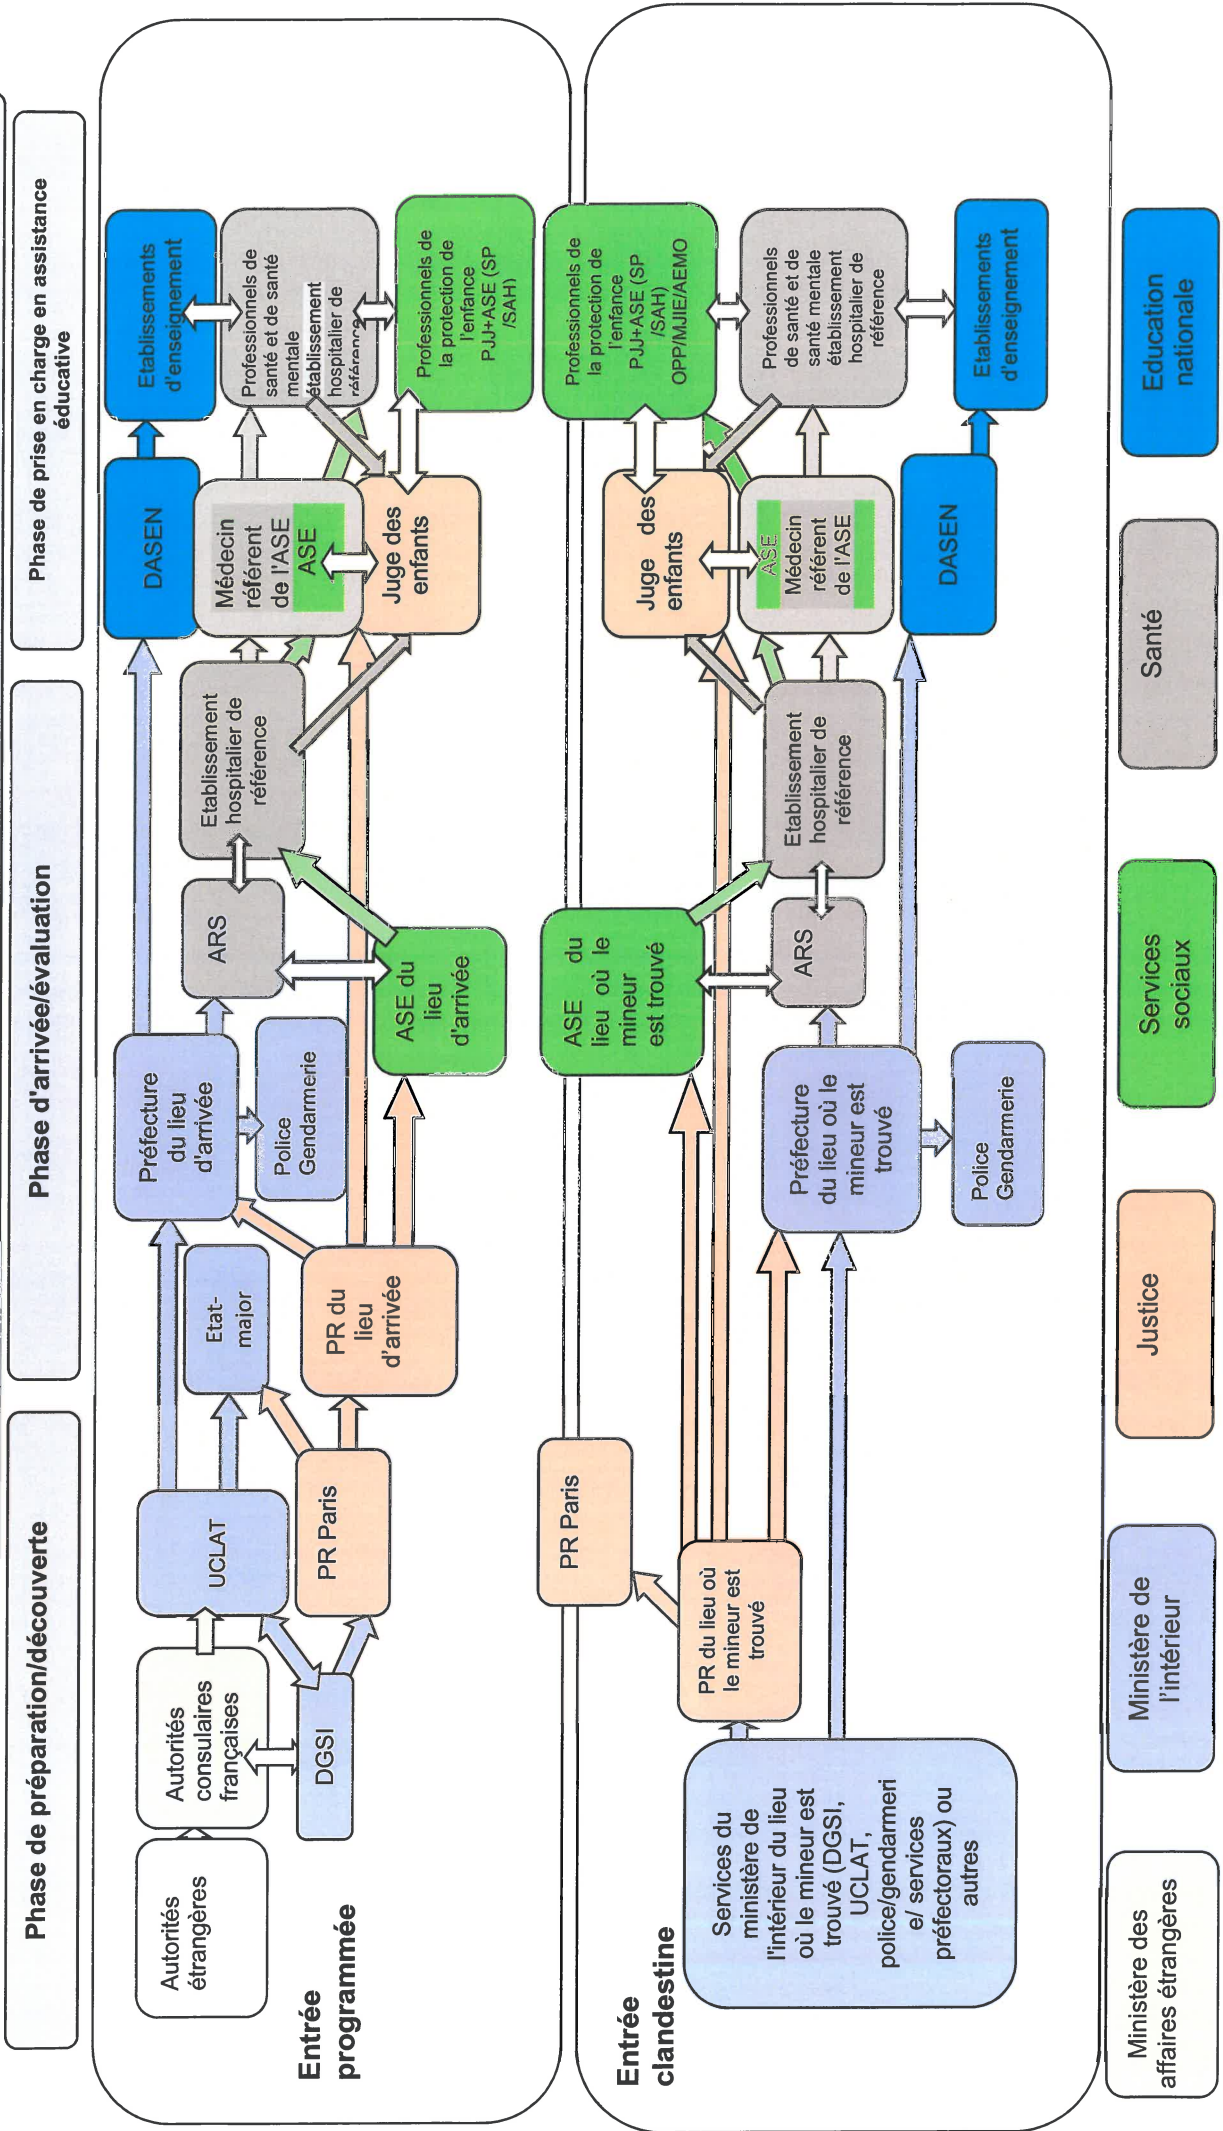 Phase de préparation/découverte
Phase d'arrivée/évaluation
Phase de prise en charge en assistance
éducative
Entrée
programmée
Autorités
étrangères
Autorités
consulaires
françaises
DGSI
UCLAT
PR Paris
Etat-
major
PR du
lieu
d'arrivée
Préfecture
du lieu
d'arrivée
Police
Gendarmerie
ARS
ASE du
lieu
d'arrivée
Etablissement
hospitalier de
référence
DASEN
Médecin
référent
de l'ASE
ASE
Juge des
enfants
Etablissements
d'enseignement
Professionnels de
santé et de santé
mentale
établissement
hospitalier de
référence
Professionnels de
la protection de
l'enfance
PJJ+ASE (SP
/SAH)
Entrée
clandestine
Services du
ministère de
l'intérieur du lieu
où le mineur est
trouvé (DGSI,
UCLAT,
police/gendarmeri
e/ services
préfectoraux) ou
autres
PR du lieu où
le mineur est
trouvé
PR Paris
Préfecture
du lieu où le
mineur est
trouvé
Police
Gendarmerie
ASE du
lieu où le
mineur
est trouvé
ARS
Etablissement
hospitalier de
référence
Juge des
enfants
ASE
Médecin
référent
de l'ASE
DASEN
Professionnels de
la protection de
l'enfance
PJJ+ASE (SP
/SAH)
OPP/MJIE/AEMO
Professionnels
de santé et de
santé mentale
établissement
hospitalier de
référence
Etablissements
d'enseignement
Ministère des
affaires étrangères
Ministère de
l'intérieur
Justice
Services
sociaux
Santé
Education
nationale